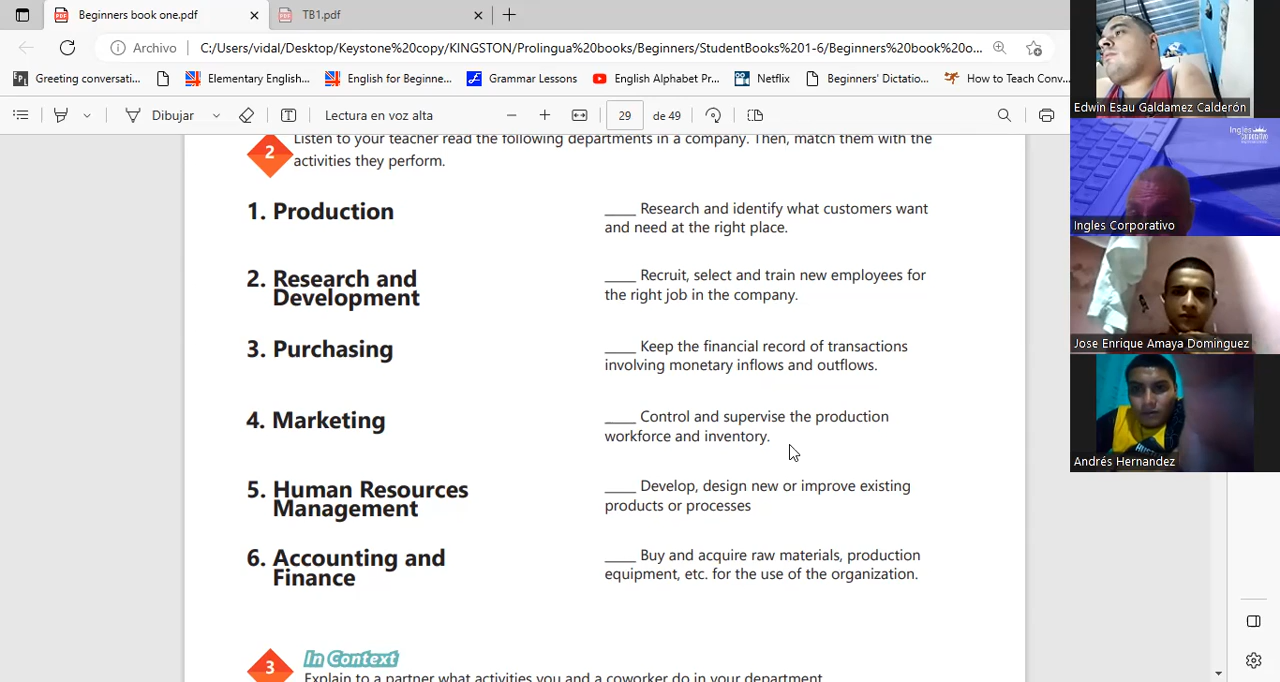 Beginners book one.pdf
TB1.pdf
Archivo
C:/Users/vidal/Desktop/Keystone%20copy/KINGSTON/Prolingua%20books/Beginners/StudentBooks%201-6/Beginners%20book%20o...
Greeting conversati...
Elementary English...
English for Beginne...
Grammar Lessons
English Alphabet Pr...
Netflix
Beginners' Dictatio...
How to Teach Conv...
Dibujar
Lectura en voz alta
29
de 49
2
Listen to your teacher read the following departments in a company. Then, match them with the
activities they perform.
1. Production
____ Research and identify what customers want
and need at the right place.
2. Research and
Development
____ Recruit, select and train new employees for
the right job in the company.
3. Purchasing
____ Keep the financial record of transactions
involving monetary inflows and outflows.
4. Marketing
____ Control and supervise the production
workforce and inventory.
5. Human Resources
Management
____ Develop, design new or improve existing
products or processes
6. Accounting and
Finance
____ Buy and acquire raw materials, production
equipment, etc. for the use of the organization.
3
In Context
Explain to a partner what activities you and a coworker do in your department
Edwin Esau Galdamez Calderón
Ingles Corporativo
Jose Enrique Amaya Dominguez
Andrés Hernandez